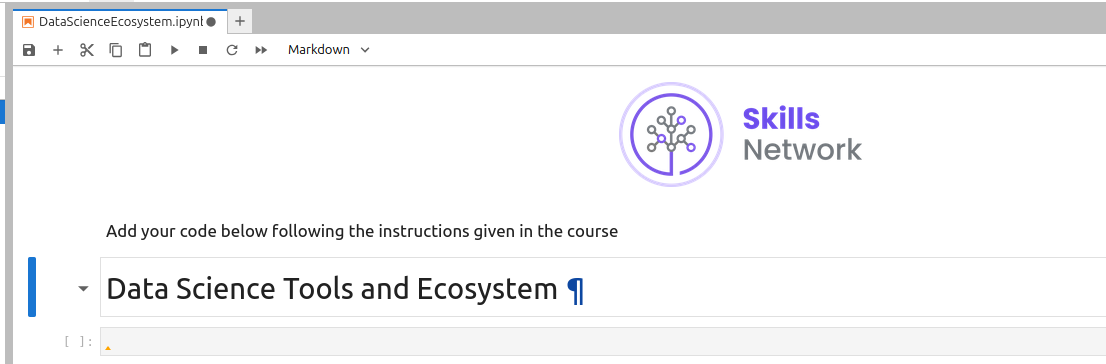 DataScienceEcosystem.ipynb
Markdown
Skills
Network
Add your code below following the instructions given in the course
Data Science Tools and Ecosystem ¶
[ ]: